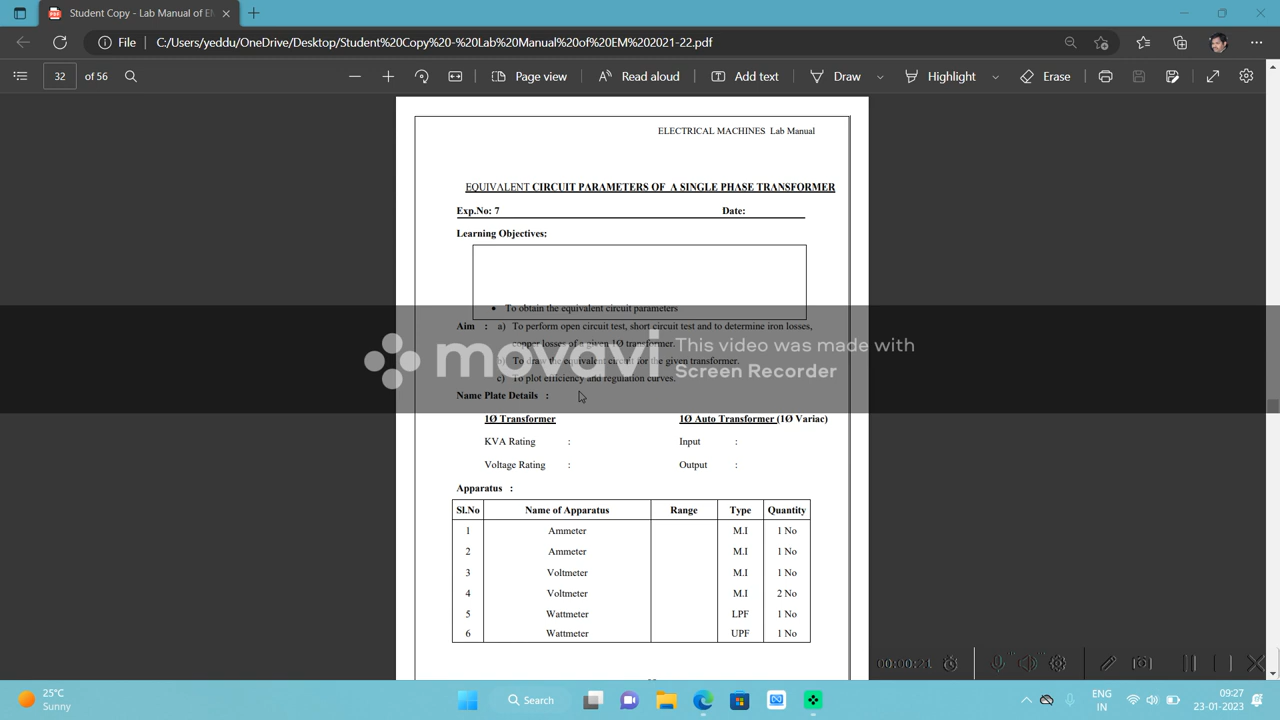 Student Copy - Lab Manual of EM
File
C:/Users/yeddu/OneDrive/Desktop/Student%20Copy%20-%20Lab%20Manual%20of%20EM%202021-22.pdf
32 of 56
Page view
Read aloud
Add text
Draw
Highlight
Erase
ELECTRICAL MACHINES Lab Manual
EQUIVALENT CIRCUIT PARAMETERS OF A SINGLE PHASE TRANSFORMER
Exp.No: 7 Date:
Learning Objectives:
• To obtain the equivalent circuit parameters
Aim : a) To perform open circuit test, short circuit test and to determine iron losses,
copper losses of a given 1Ø transformer.
b) To draw the equivalent circuit for the given transformer.
c) To plot efficiency and regulation curves.
movavi
This video was made with
Screen Recorder
Name Plate Details :
1Ø Transformer 1Ø Auto Transformer (1Ø Variac)
KVA Rating : Input :
Voltage Rating : Output :
Apparatus :
Sl.No Name of Apparatus Range Type Quantity
1 Ammeter M.I 1 No
2 Ammeter M.I 1 No
3 Voltmeter M.I 1 No
4 Voltmeter M.I 2 No
5 Wattmeter LPF 1 No
6 Wattmeter UPF 1 No
00:00:21
25°C
Sunny
Search
ENG
IN
09:27
23-01-2023